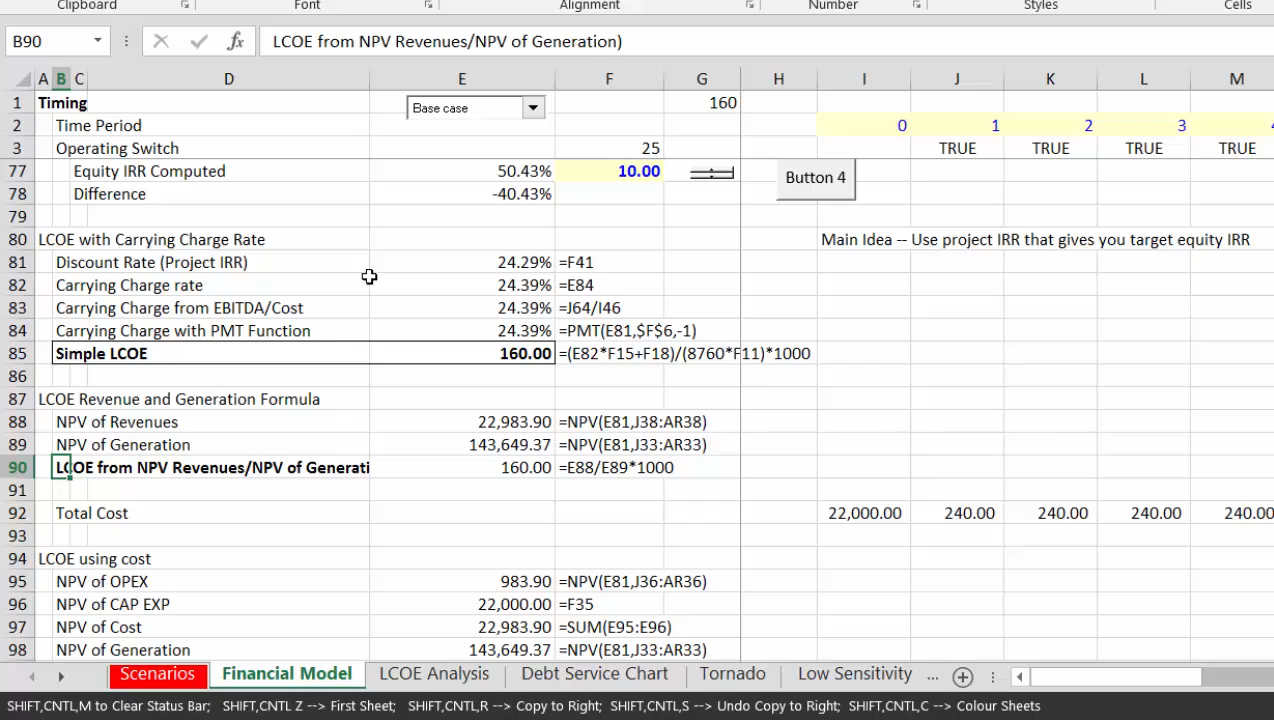 Clipboard Font Alignment Number Styles Cells
B90 fx LCOE from NPV Revenues/NPV of Generation)
A B C D E F G H I J K L M
1 Timing Base case 160
2 Time Period 0 1 2 3 4
3 Operating Switch 25 TRUE TRUE TRUE TRUE
77 Equity IRR Computed 50.43% 10.00 Button 4
78 Difference -40.43%
79
80 LCOE with Carrying Charge Rate Main Idea -- Use project IRR that gives you target equity IRR
81 Discount Rate (Project IRR) 24.29% =F41
82 Carrying Charge rate 24.39% =E84
83 Carrying Charge from EBITDA/Cost 24.39% =J64/I46
84 Carrying Charge with PMT Function 24.39% =PMT(E81,$F$6,-1)
85 Simple LCOE 160.00 =(E82*F15+F18)/(8760*F11)*1000
86
87 LCOE Revenue and Generation Formula
88 NPV of Revenues 22,983.90 =NPV(E81,J38:AR38)
89 NPV of Generation 143,649.37 =NPV(E81,J33:AR33)
90 LCOE from NPV Revenues/NPV of Generati 160.00 =E88/E89*1000
91
92 Total Cost 22,000.00 240.00 240.00 240.00 240.00
93
94 LCOE using cost
95 NPV of OPEX 983.90 =NPV(E81,J36:AR36)
96 NPV of CAP EXP 22,000.00 =F35
97 NPV of Cost 22,983.90 =SUM(E95:E96)
98 NPV of Generation 143,649.37 =NPV(E81,J33:AR33)
Scenarios Financial Model LCOE Analysis Debt Service Chart Tornado Low Sensitivity ...
SHIFT,CNTL,M to Clear Status Bar; SHIFT,CNTL Z --> First Sheet; SHIFT,CNTL,R --> Copy to Right; SHIFT,CNTL,S --> Undo Copy to Right; SHIFT,CNTL,C --> Colour Sheets